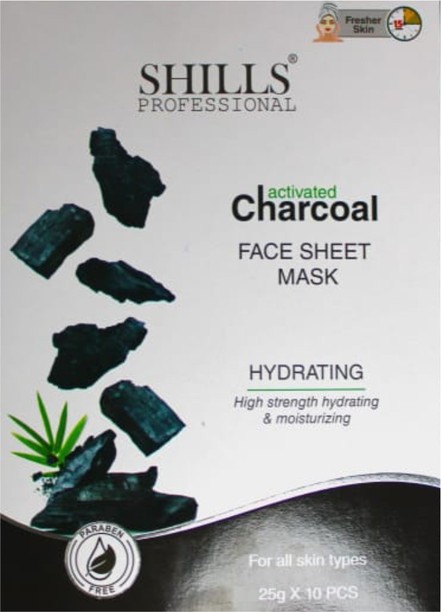 Fresher
Skin
15
SHILLS®
PROFESSIONAL
activated
Charcoal
FACE SHEET
MASK
HYDRATING
High strength hydrating
& moisturizing
PARABEN
FREE
For all skin types
25g X 10 PCS